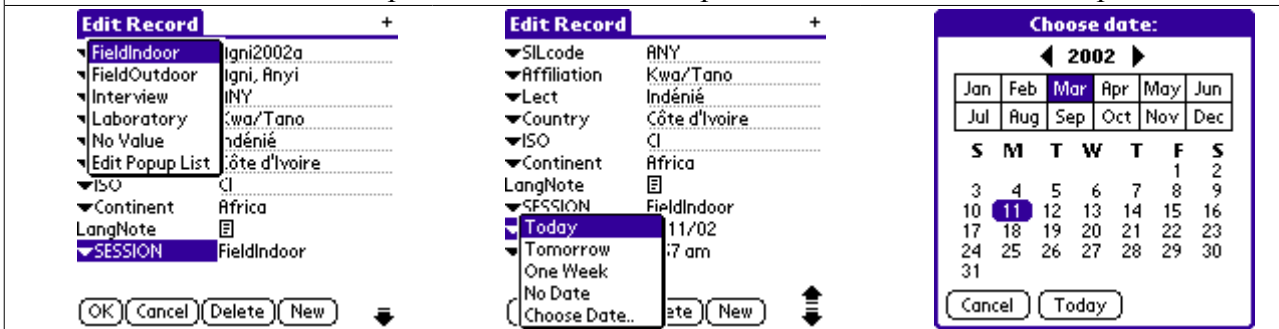 Edit Record +
FieldIndoor Igni2002a
FieldOutdoor Igni, Anyi
Interview NY
Laboratory Kwa/Tano
No Value ndénié
Edit Popup List Côte d'Ivoire
ISO CI
Continent Africa
LangNote
SESSION FieldIndoor
OK Cancel Delete New
Edit Record +
SILcode ANY
Affiliation Kwa/Tano
Lect Indénié
Country Côte d'Ivoire
ISO CI
Continent Africa
LangNote
SESSION FieldIndoor
Today 11/02
Tomorrow 7 am
One Week
No Date
Choose Date.. ete New
Choose date:
2002
Jan Feb Mar Apr May Jun
Jul Aug Sep Oct Nov Dec
S M T W T F S
1 2
3 4 5 6 7 8 9
10 11 12 13 14 15 16
17 18 19 20 21 22 23
24 25 26 27 28 29 30
31
Cancel Today